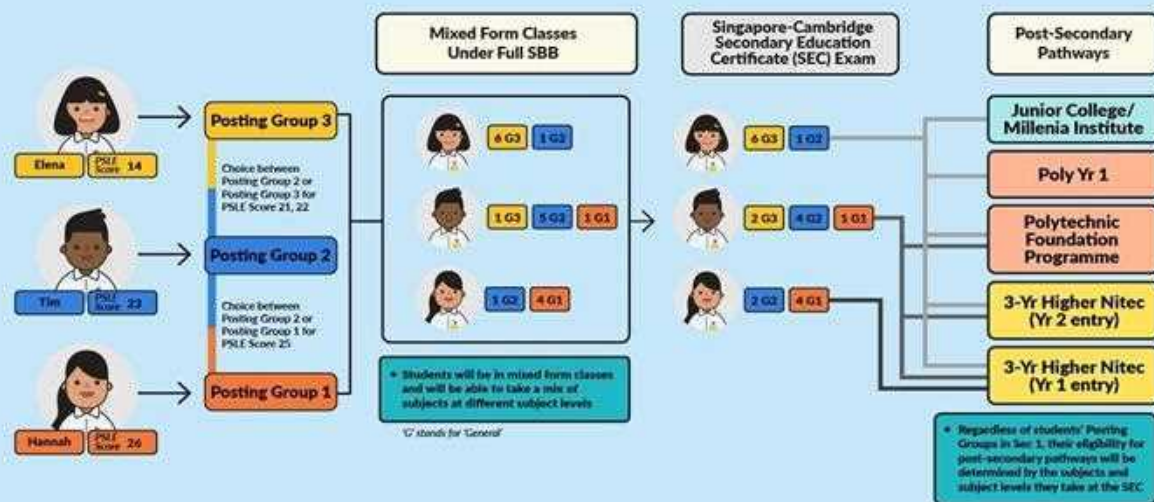 Mixed Form Classes
Under Full SBB
Singapore-Cambridge
Secondary Education
Certificate (SEC) Exam
Post-Secondary
Pathways
Elena
PSLE
Score 14
Posting Group 3
Choice between
Posting Group 2 or
Posting Group 3 for
PSLE Score 21, 22
Tim
PSLE
Score 23
Posting Group 2
Choice between
Posting Group 2 or
Posting Group 1 for
PSLE Score 25
Hannah
PSLE
Score 26
Posting Group 1
6 G3
1 G2
1 G3
5 G2
1 G1
1 G2
4 G1
• Students will be in mixed form classes
and will be able to take a mix of
subjects at different subject levels
'G' stands for 'General'
6 G3
1 G2
2 G3
4 G2
1 G1
2 G2
4 G1
Junior College/
Millenia Institute
Poly Yr 1
Polytechnic
Foundation
Programme
3-Yr Higher Nitec
(Yr 2 entry)
3-Yr Higher Nitec
(Yr 1 entry)
• Regardless of students' Posting
Groups in Sec 1, their eligibility for
post-secondary pathways will be
determined by the subjects and
subject levels they take at the SEC